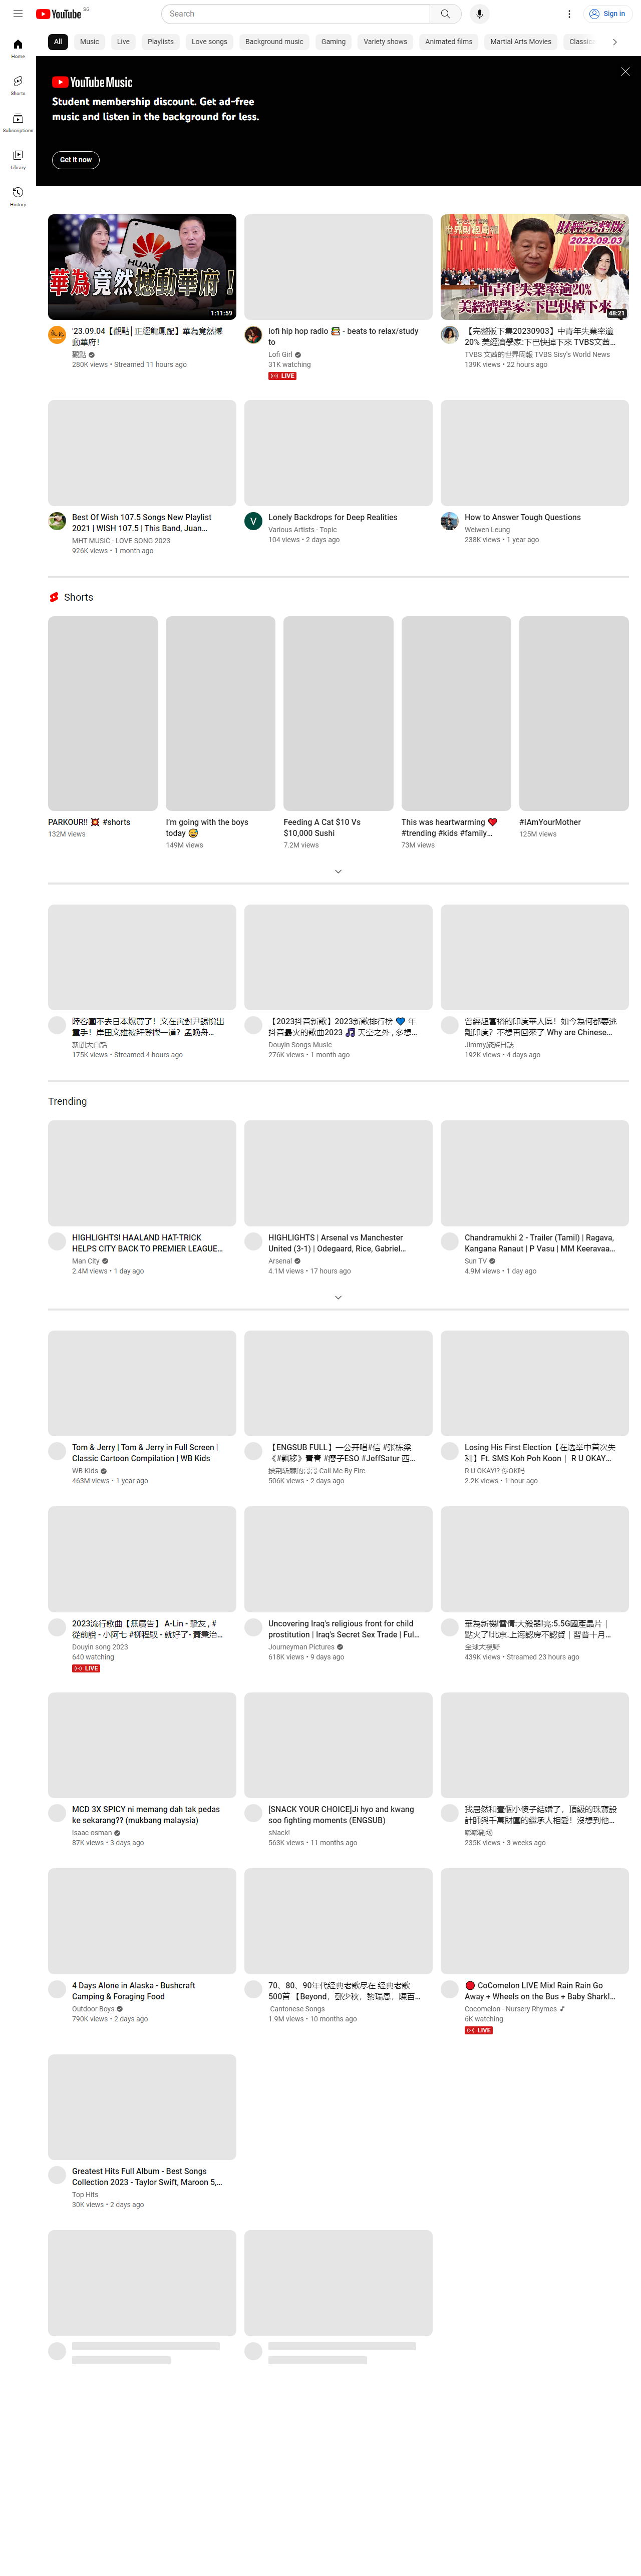 YouTube SG
Search
Sign in
Home
Shorts
Subscriptions
Library
History
All
Music
Live
Playlists
Love songs
Background music
Gaming
Variety shows
Animated films
Martial Arts Movies
YouTube Music
Student membership discount. Get ad-free
music and listen in the background for less.
Get it now
HUAWEI
華為竟然撼動華府！
1:11:59
'23.09.04【觀點│正經龍鳳配】華為竟然撼
動華府！
觀點
280K views • Streamed 11 hours ago
lofi hip hop radio 📚 - beats to relax/study
to
Lofi Girl
31K watching
LIVE
世界財經周報
財經完整版
2023.09.03
中青年失業率逾20%
美經濟學家:下巴快掉下來
48:21
【完整版下集20230903】中青年失業率逾
20% 美經濟學家:下巴快掉下來 TVBS文茜...
TVBS 文茜的世界周報 TVBS Sisy's World News
139K views • 22 hours ago
Best Of Wish 107.5 Songs New Playlist
2021 | WISH 107.5 | This Band, Juan...
MHT MUSIC - LOVE SONG 2023
926K views • 1 month ago
V
Lonely Backdrops for Deep Realities
Various Artists - Topic
104 views • 2 days ago
How to Answer Tough Questions
Weiwen Leung
238K views • 1 year ago
Shorts
PARKOUR!! 💥 #shorts
132M views
I'm going with the boys
today 😅
149M views
Feeding A Cat $10 Vs
$10,000 Sushi
7.2M views
This was heartwarming ❤️
#trending #kids #family...
73M views
#IAmYourMother
125M views
陸客團不去日本爆買了！文在寅對尹錫悅出
重手！岸田文雄被拜登擺一道？孟晚舟...
新聞大白話
175K views • Streamed 4 hours ago
【2023抖音新歌】2023新歌排行榜 💙 年
抖音最火的歌曲2023 🎵 天空之外 , 多想...
Douyin Songs Music
276K views • 1 month ago
曾經超富裕的印度華人區！如今為何都要逃
離印度？不想再回來了 Why are Chinese...
Jimmy旅遊日誌
192K views • 4 days ago
Trending
HIGHLIGHTS! HAALAND HAT-TRICK
HELPS CITY BACK TO PREMIER LEAGUE...
Man City
2.4M views • 1 day ago
HIGHLIGHTS | Arsenal vs Manchester
United (3-1) | Odegaard, Rice, Gabriel...
Arsenal
4.1M views • 17 hours ago
Chandramukhi 2 - Trailer (Tamil) | Ragava,
Kangana Ranaut | P Vasu | MM Keeravaa...
Sun TV
4.9M views • 1 day ago
Tom & Jerry | Tom & Jerry in Full Screen |
Classic Cartoon Compilation | WB Kids
WB Kids
463M views • 1 year ago
【ENGSUB FULL】一公开唱#信 #张栋梁
《#飘移》青春 #瘦子ESO #JeffSatur 西...
披荆斩棘的哥哥 Call Me By Fire
506K views • 2 days ago
Losing His First Election【在选举中首次失
利】Ft. SMS Koh Poh Koon｜ R U OKAY...
R U OKAY!? 你OK吗
2.2K views • 1 hour ago
2023流行歌曲【無廣告】 A-Lin - 摯友 , #
從前說 - 小阿七 #柳程馭 - 就好了- 蕭秉治...
Douyin song 2023
640 watching
LIVE
Uncovering Iraq's religious front for child
prostitution | Iraq's Secret Sex Trade | Ful...
Journeyman Pictures
618K views • 9 days ago
華為新機!雷倩:大殺器!亮:5.5G國產晶片｜
點火了!北京.上海認房不認貸｜習普十月...
全球大視野
439K views • Streamed 23 hours ago
MCD 3X SPICY ni memang dah tak pedas
ke sekarang?? (mukbang malaysia)
isaac osman
87K views • 3 days ago
[SNACK YOUR CHOICE]Ji hyo and kwang
soo fighting moments (ENGSUB)
sNack!
563K views • 11 months ago
我居然和壹個小傻子結婚了，頂級的珠寶設
計師與千萬財團的繼承人相愛！沒想到他...
嘟嘟剧场
235K views • 3 weeks ago
4 Days Alone in Alaska - Bushcraft
Camping & Foraging Food
Outdoor Boys
790K views • 2 days ago
70、80、90年代经典老歌尽在 经典老歌
500首 【Beyond，鄭少秋，黎瑞恩，陳百...
Cantonese Songs
1.9M views • 10 months ago
🔴 CoComelon LIVE Mix! Rain Rain Go
Away + Wheels on the Bus + Baby Shark!...
Cocomelon - Nursery Rhymes
6K watching
LIVE
Greatest Hits Full Album - Best Songs
Collection 2023 - Taylor Swift, Maroon 5,...
Top Hits
30K views • 2 days ago